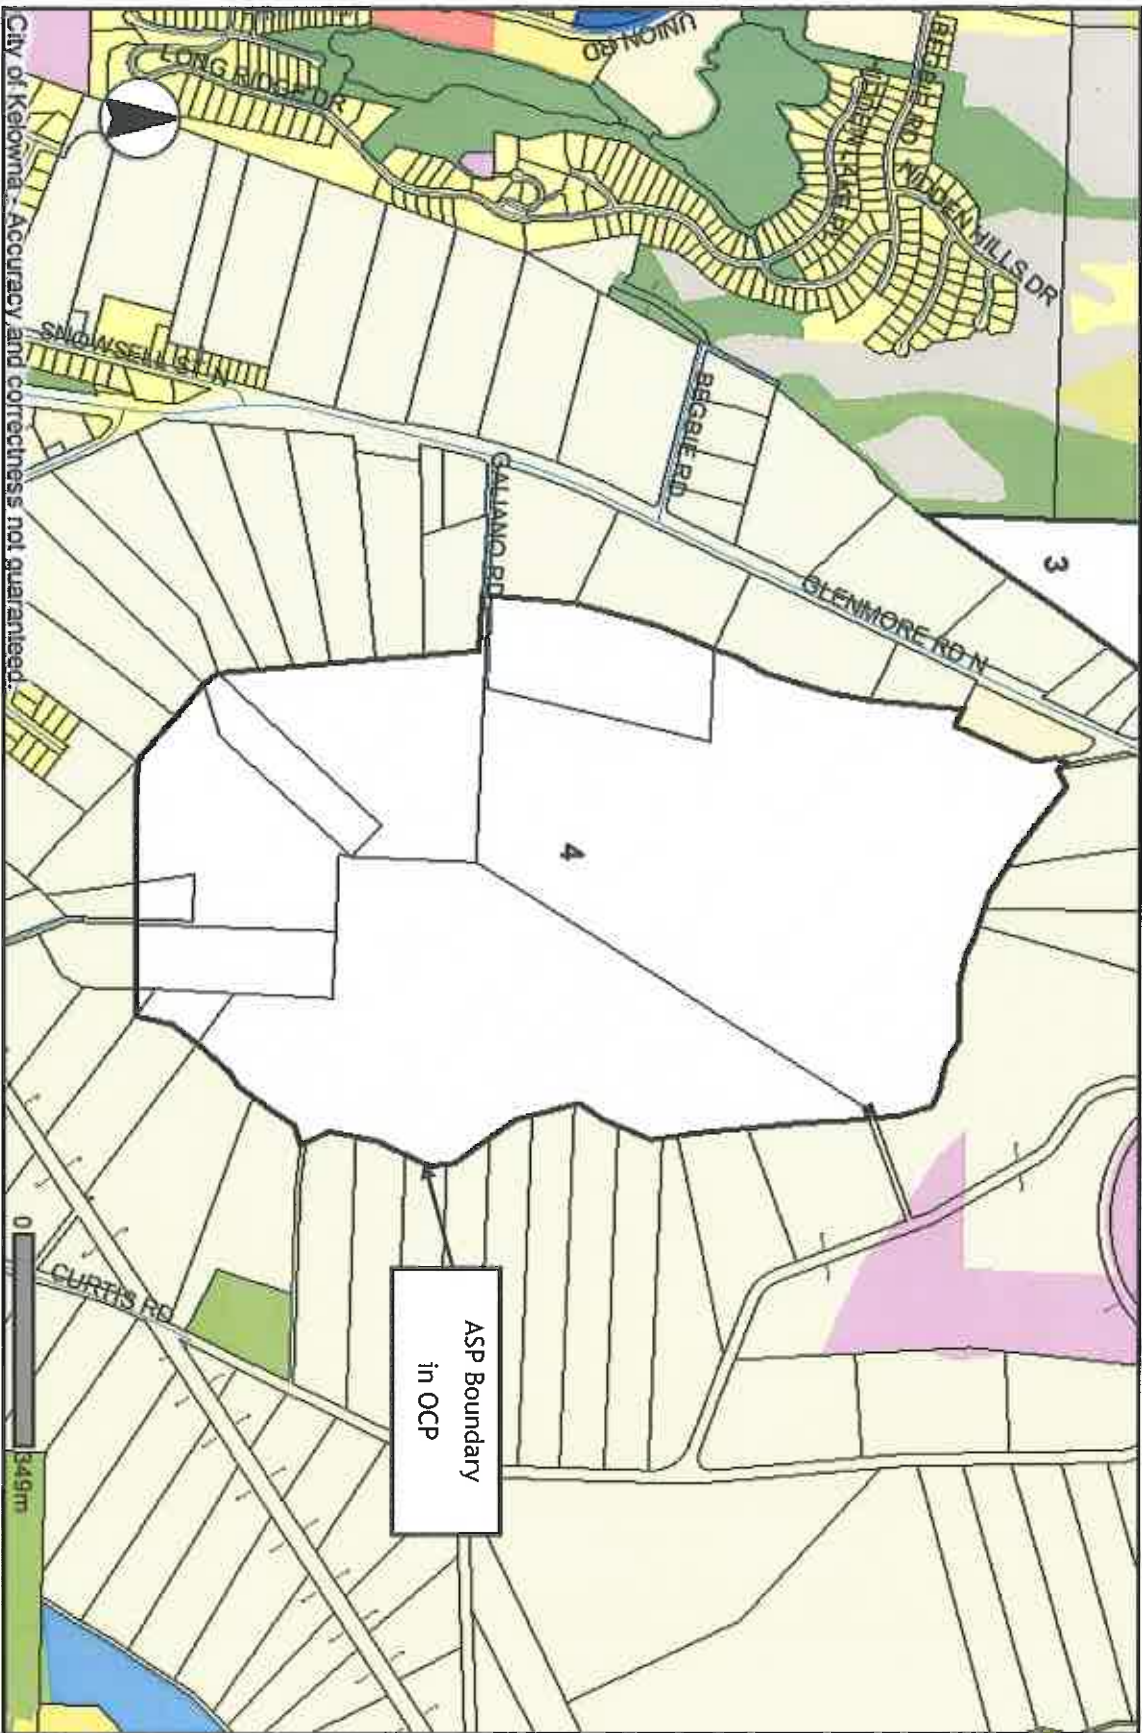 UNION RD
LONG RIDGE DR
BEGBIE RD
HIDDEN HILLS DR
SNOWSELL ST N
BEGBIE RD
GALIANO RD
GLENMORE RD N
3
4
ASP Boundary
in OCP
CURTIS RD
0
349m
City of Kelowna - Accuracy and correctness not guaranteed.